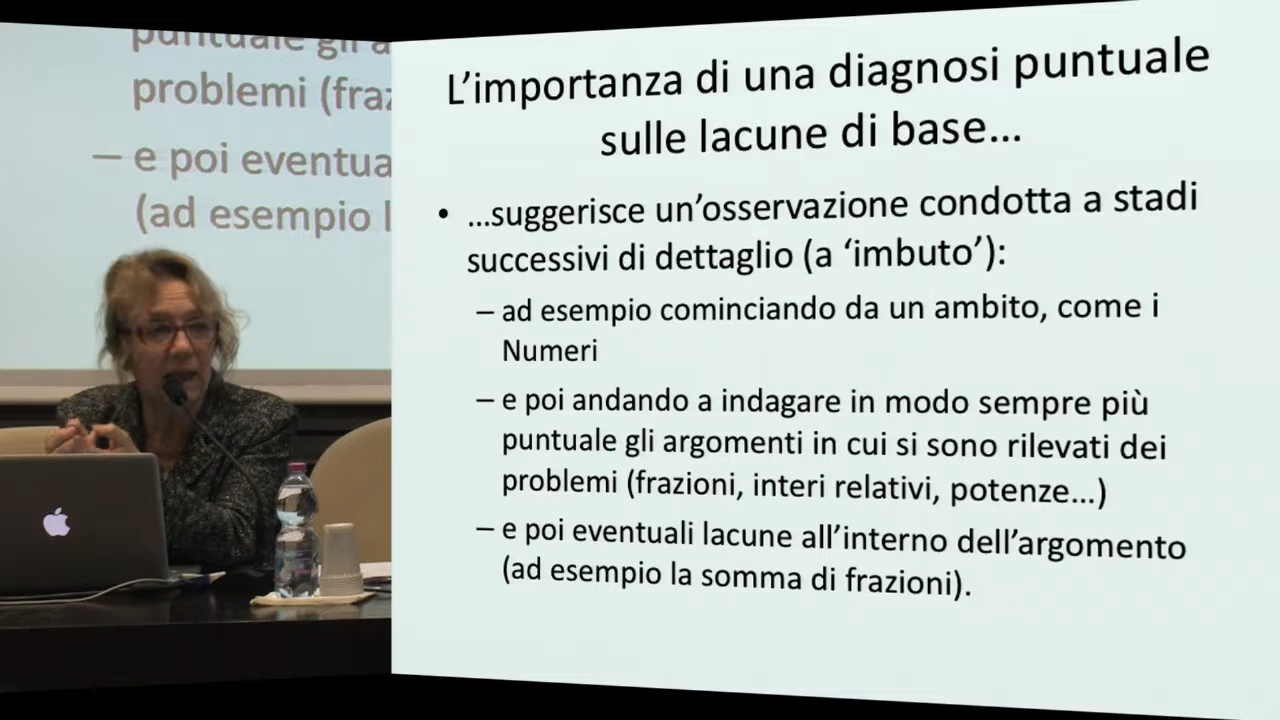 puntuale gli a
problemi (fraz
– e poi eventua
(ad esempio l
L’importanza di una diagnosi puntuale
sulle lacune di base…
• …suggerisce un’osservazione condotta a stadi
successivi di dettaglio (a ‘imbuto’):
– ad esempio cominciando da un ambito, come i
Numeri
– e poi andando a indagare in modo sempre più
puntuale gli argomenti in cui si sono rilevati dei
problemi (frazioni, interi relativi, potenze…)
– e poi eventuali lacune all’interno dell’argomento
(ad esempio la somma di frazioni).